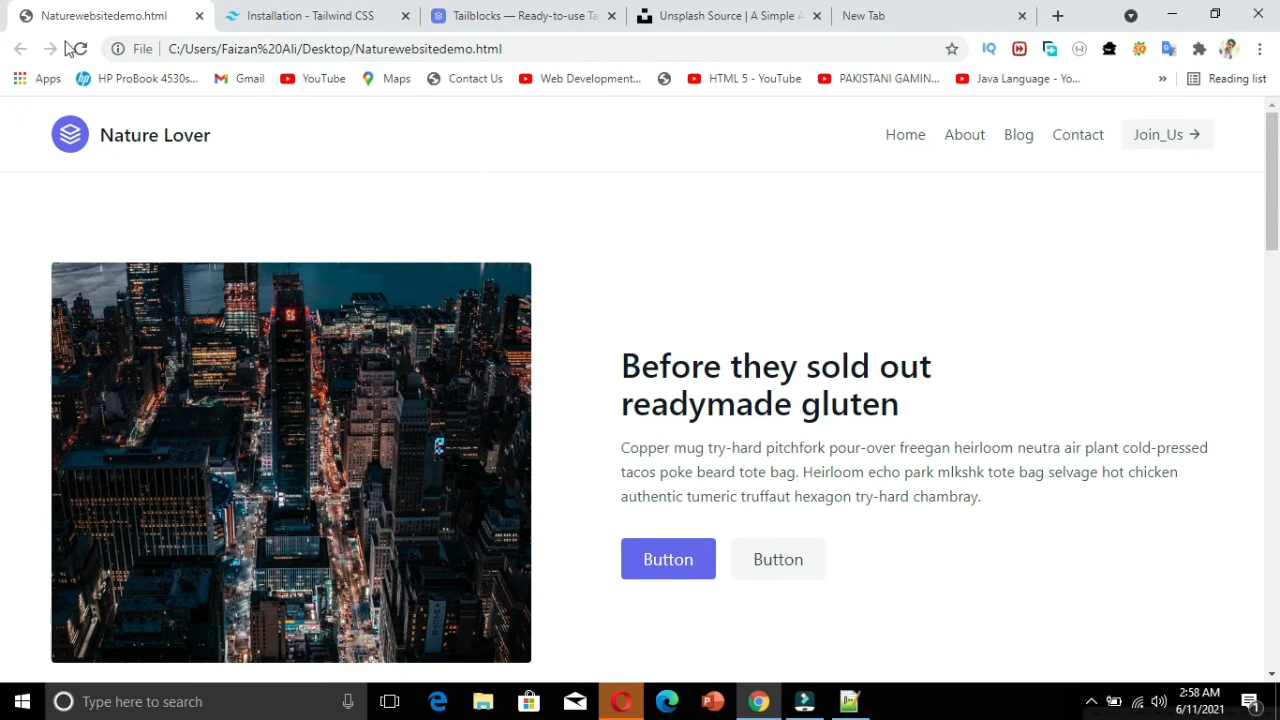 Naturewebsitedemo.html
Installation - Tailwind CSS
Tailblocks — Ready-to-use Ta
Unsplash Source | A Simple A
New Tab
File
C:/Users/Faizan%20Ali/Desktop/Naturewebsitedemo.html
Apps
HP ProBook 4530s...
Gmail
YouTube
Maps
Contact Us
Web Development...
HTML 5 - YouTube
PAKISTANI GAMIN...
Java Language - Yo...
»
Reading list
Nature Lover
Home
About
Blog
Contact
Join_Us →
Before they sold out
readymade gluten
Copper mug try-hard pitchfork pour-over freegan heirloom neutra air plant cold-pressed
tacos poke beard tote bag. Heirloom echo park mlkshk tote bag selvage hot chicken
authentic tumeric truffaut hexagon try-hard chambray.
Button
Button
Type here to search
2:58 AM
6/11/2021
1